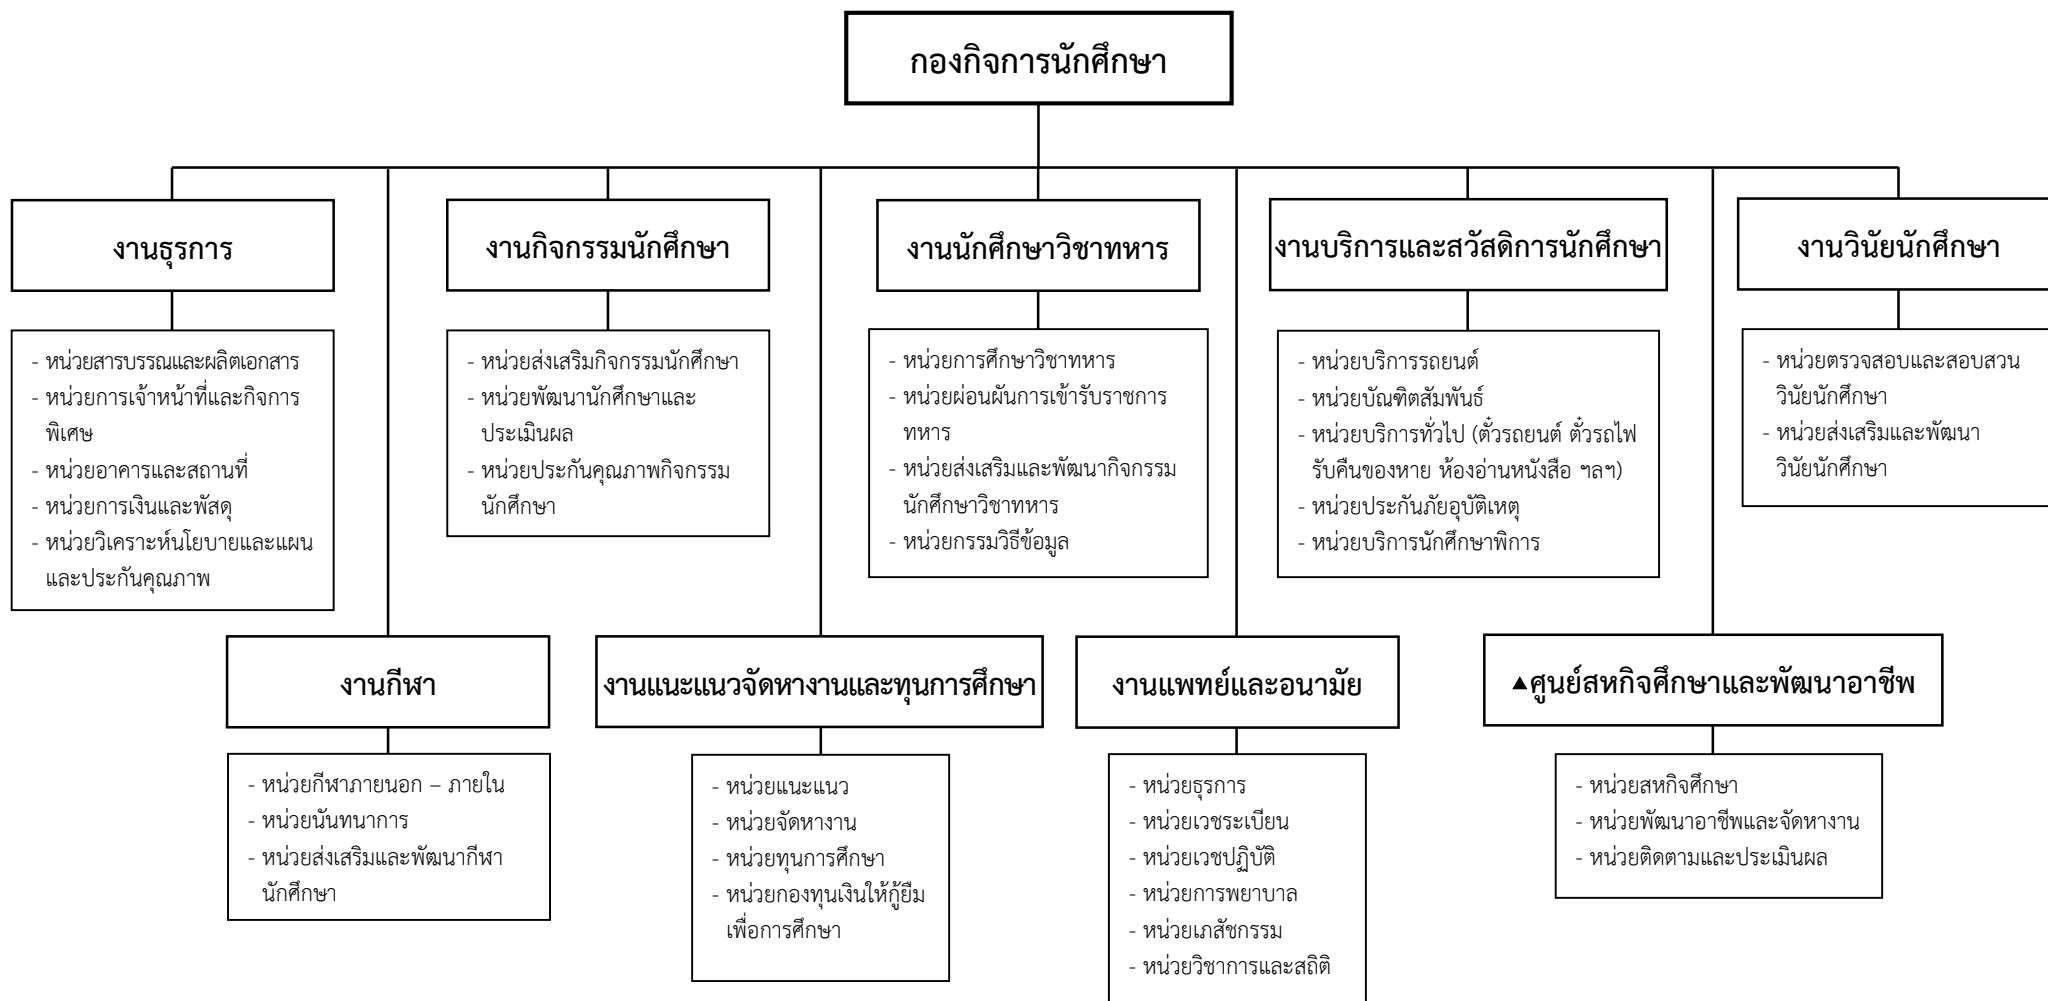 กองกิจการนักศึกษา
งานธุรการ
- หน่วยสารบรรณและผลิตเอกสาร
- หน่วยการเจ้าหน้าที่และกิจการ
พิเศษ
- หน่วยอาคารและสถานที่
- หน่วยการเงินและพัสดุ
- หน่วยวิเคราะห์นโยบายและแผน
และประกันคุณภาพ
งานกิจกรรมนักศึกษา
- หน่วยส่งเสริมกิจกรรมนักศึกษา
- หน่วยพัฒนานักศึกษาและ
ประเมินผล
- หน่วยประกันคุณภาพกิจกรรม
นักศึกษา
งานนักศึกษาวิชาทหาร
- หน่วยการศึกษาวิชาทหาร
- หน่วยผ่อนผันการเข้ารับราชการ
ทหาร
- หน่วยส่งเสริมและพัฒนากิจกรรม
นักศึกษาวิชาทหาร
- หน่วยกรรมวิธีข้อมูล
งานบริการและสวัสดิการนักศึกษา
- หน่วยบริการรถยนต์
- หน่วยบัณฑิตสัมพันธ์
- หน่วยบริการทั่วไป (ตั๋วรถยนต์ ตั๋วรถไฟ
รับคืนของหาย ห้องอ่านหนังสือ ฯลฯ)
- หน่วยประกันภัยอุบัติเหตุ
- หน่วยบริการนักศึกษาพิการ
งานวินัยนักศึกษา
- หน่วยตรวจสอบและสอบสวน
วินัยนักศึกษา
- หน่วยส่งเสริมและพัฒนา
วินัยนักศึกษา
งานกีฬา
- หน่วยกีฬาภายนอก – ภายใน
- หน่วยนันทนาการ
- หน่วยส่งเสริมและพัฒนากีฬา
นักศึกษา
งานแนะแนวจัดหางานและทุนการศึกษา
- หน่วยแนะแนว
- หน่วยจัดหางาน
- หน่วยทุนการศึกษา
- หน่วยกองทุนเงินให้กู้ยืม
เพื่อการศึกษา
งานแพทย์และอนามัย
- หน่วยธุรการ
- หน่วยเวชระเบียน
- หน่วยเวชปฏิบัติ
- หน่วยการพยาบาล
- หน่วยเภสัชกรรม
- หน่วยวิชาการและสถิติ
▲ศูนย์สหกิจศึกษาและพัฒนาอาชีพ
- หน่วยสหกิจศึกษา
- หน่วยพัฒนาอาชีพและจัดหางาน
- หน่วยติดตามและประเมินผล